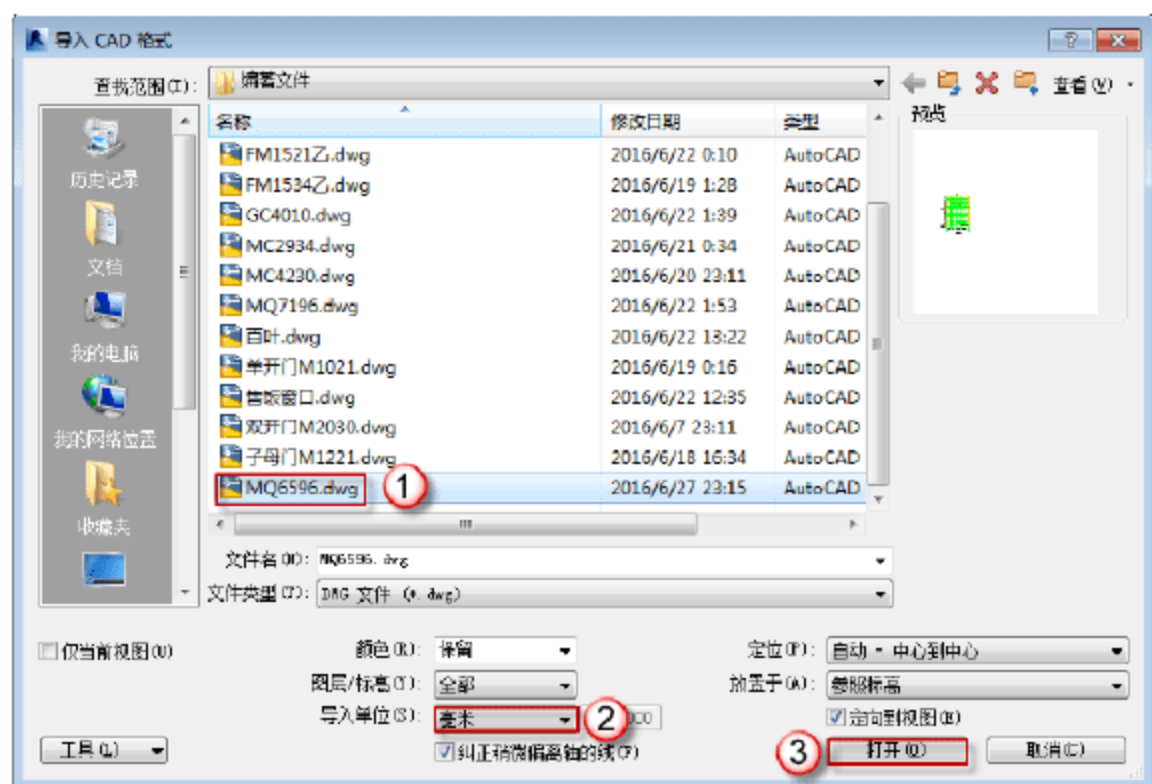 导入 CAD 格式
查找范围(I):
名称 修改日期 类型
预览
查看(V)
FM1521乙.dwg 2016/6/22 0:10 AutoCAD
FM1534乙.dwg 2016/6/19 1:28 AutoCAD
GC4010.dwg 2016/6/22 1:39 AutoCAD
MC2934.dwg 2016/6/21 0:34 AutoCAD
MC4230.dwg 2016/6/20 23:11 AutoCAD
MQ7196.dwg 2016/6/22 1:53 AutoCAD
百叶.dwg 2016/6/22 13:22 AutoCAD
单开门M1021.dwg 2016/6/19 0:16 AutoCAD
售饭窗口.dwg 2016/6/22 12:35 AutoCAD
双开门M2030.dwg 2016/6/7 23:11 AutoCAD
子母门M1221.dwg 2016/6/18 16:34 AutoCAD
MQ6596.dwg 1 2016/6/27 23:15 AutoCAD
历史记录
文档
我的电脑
我的网络位置
收藏夹
文件名(N): MQ6596.dwg
文件类型(T): DWG 文件 (*.dwg)
仅当前视图(U)
颜色(R): 保留
定位(P): 自动 - 中心到中心
图层/标高(Y): 全部
放置于(A): 参照标高
导入单位(S): 毫米 2
定向到视图(H)
工具(L)
纠正稍微偏离轴的线(F)
3 打开(O) 取消(C)